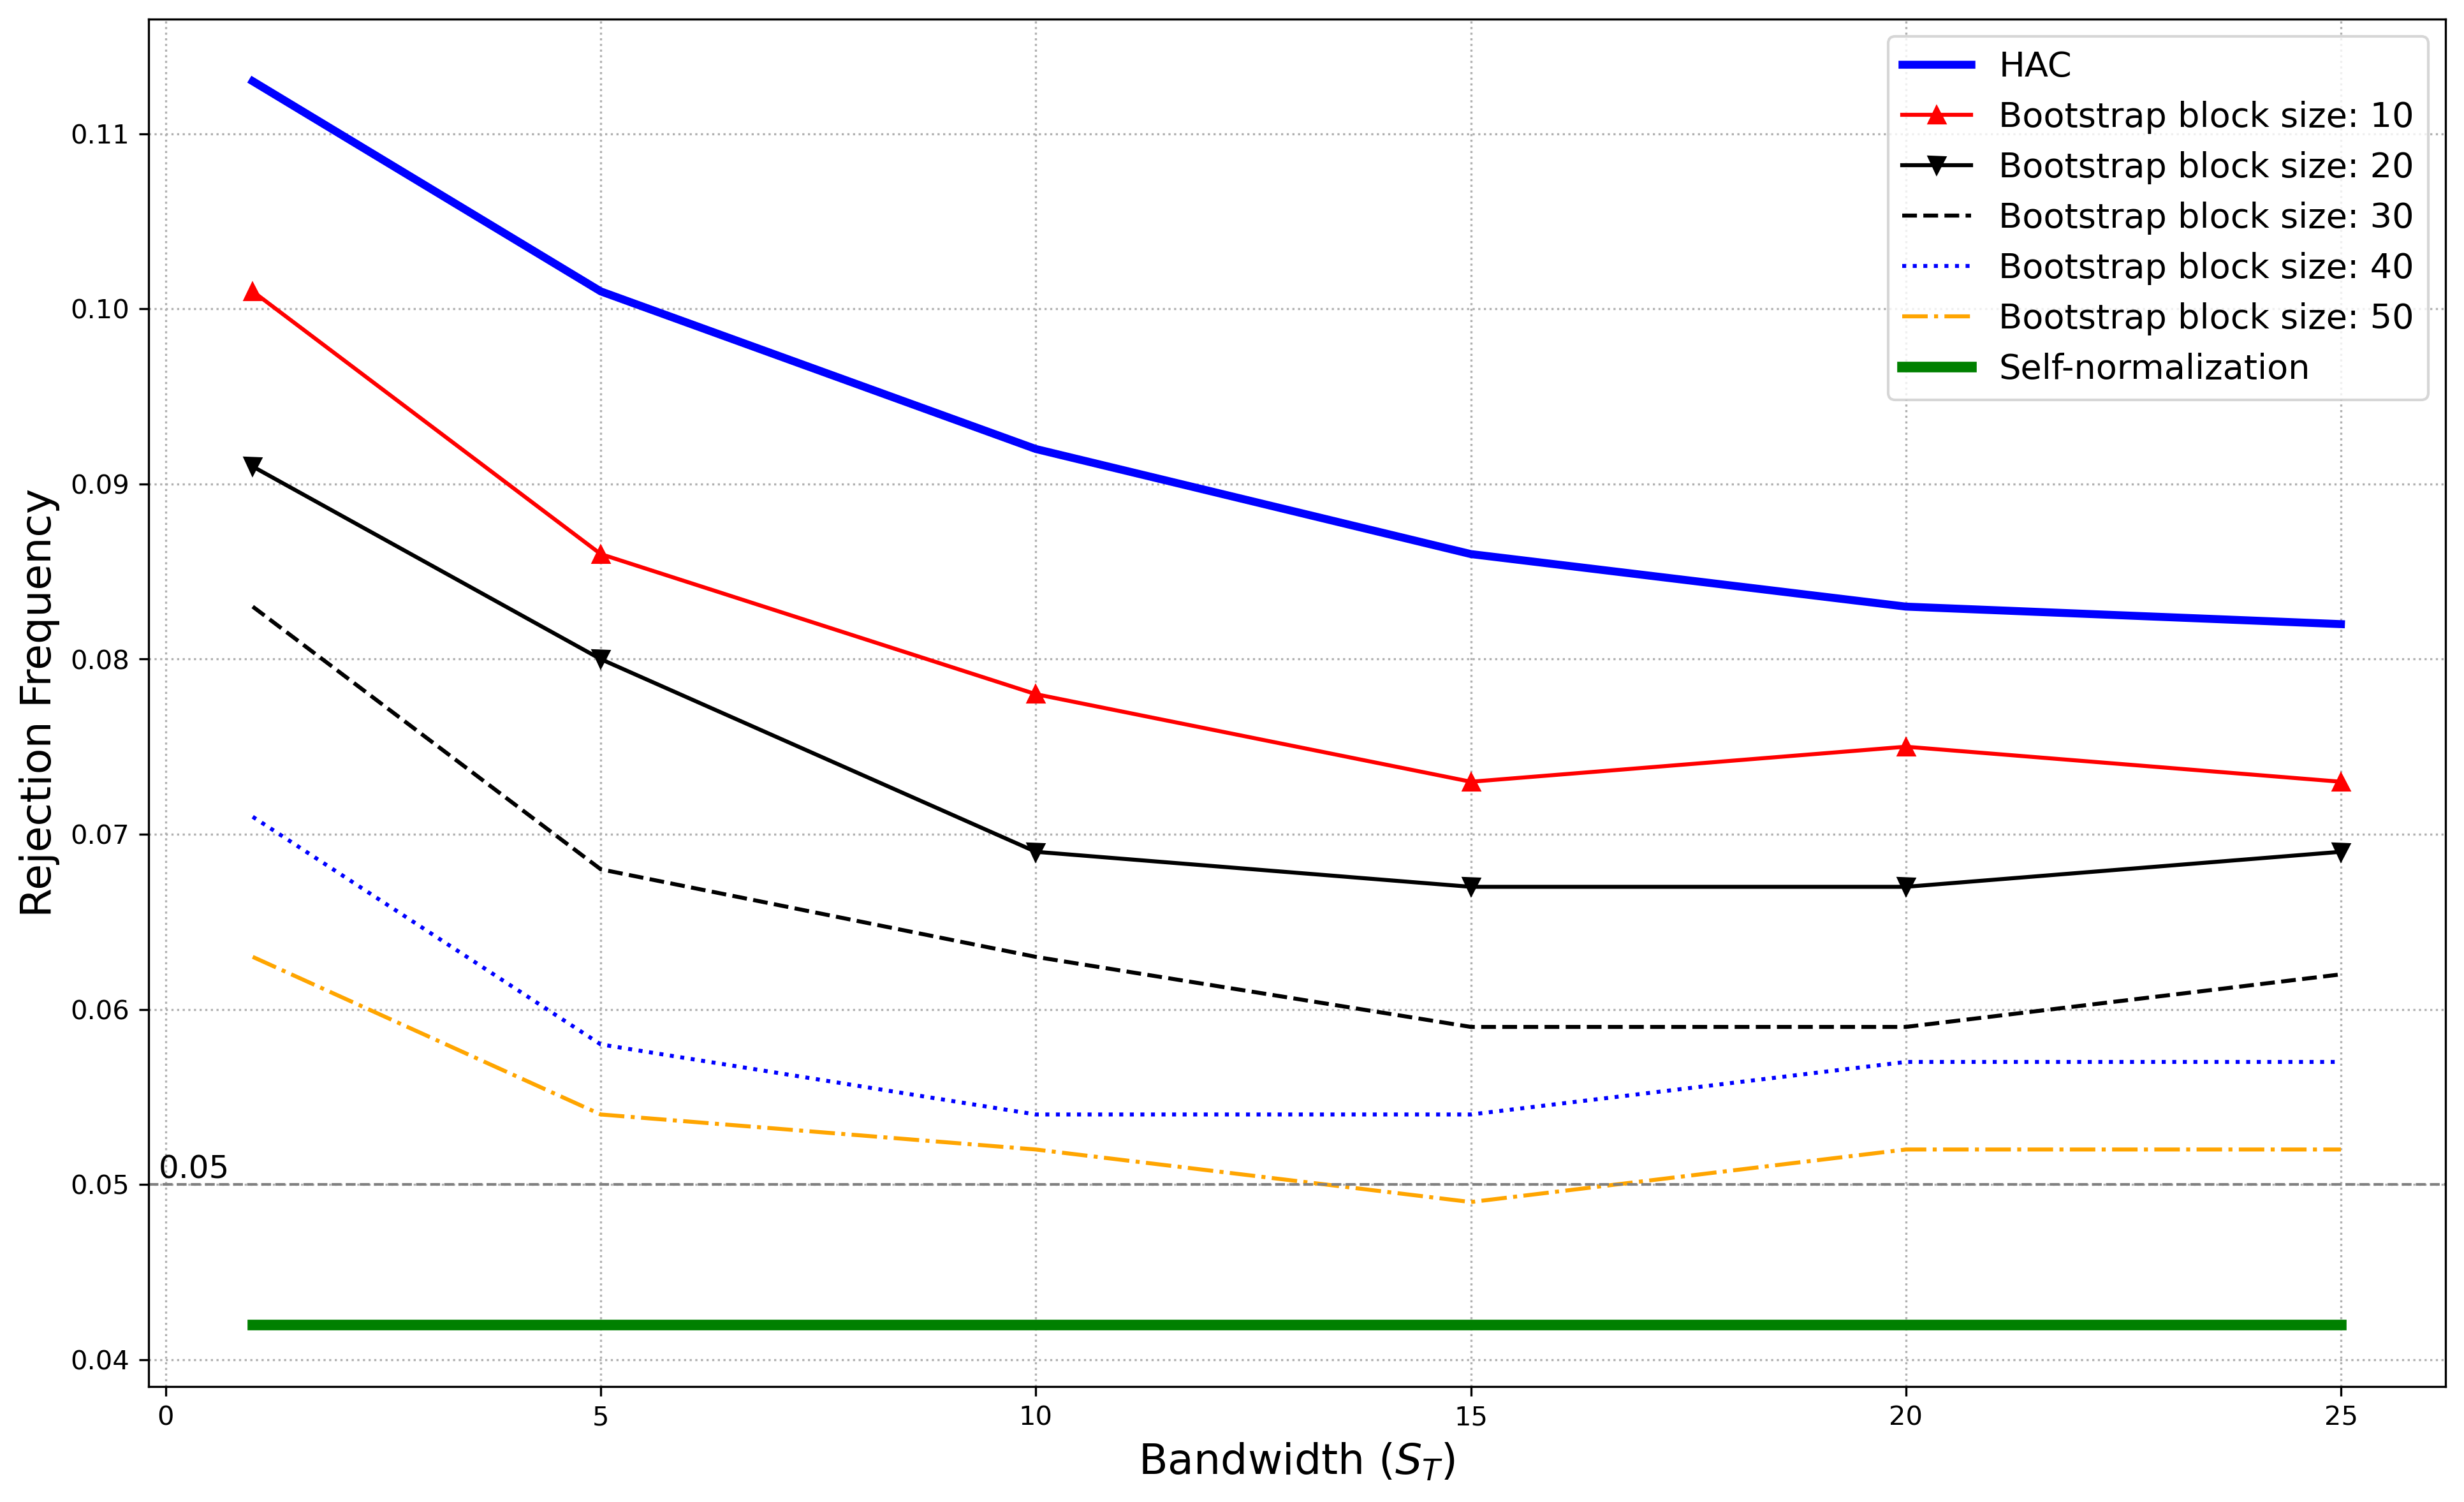 HAC
Bootstrap block size: 10
Bootstrap block size: 20
Bootstrap block size: 30
Bootstrap block size: 40
Bootstrap block size: 50
Self-normalization
Rejection Frequency
0.11
0.10
0.09
0.08
0.07
0.06
0.05
0.05
0.04
0 5 10 15 20 25
Bandwidth (S_T)